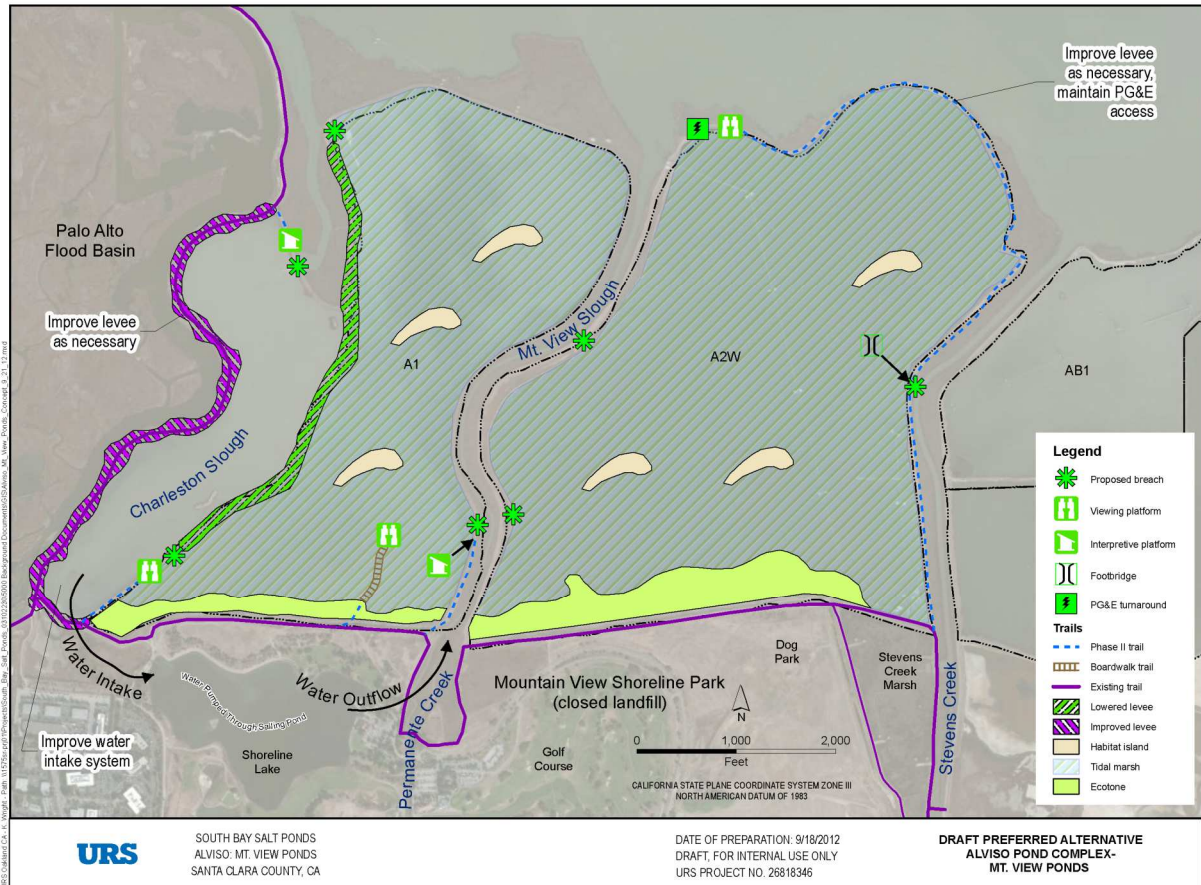 Improve levee
as necessary,
maintain PG&E
access
Palo Alto
Flood Basin
Improve levee
as necessary
Mt. View Slough
A1
A2W
AB1
Charleston Slough
Legend
Proposed breach
Viewing platform
Interpretive platform
Footbridge
PG&E turnaround
Trails
Phase II trail
Boardwalk trail
Existing trail
Lowered levee
Improved levee
Habitat island
Tidal marsh
Ecotone
Water Intake
Water Pumped Through Sailing Pond
Water Outflow
Permanente Creek
Mountain View Shoreline Park
(closed landfill)
Dog
Park
Stevens
Creek
Marsh
Stevens Creek
Improve water
intake system
Shoreline
Lake
Golf
Course
N
0 1,000 2,000
Feet
CALIFORNIA STATE PLANE COORDINATE SYSTEM ZONE III
NORTH AMERICAN DATUM OF 1983
URS
SOUTH BAY SALT PONDS
ALVISO: MT. VIEW PONDS
SANTA CLARA COUNTY, CA
DATE OF PREPARATION: 9/18/2012
DRAFT, FOR INTERNAL USE ONLY
URS PROJECT NO. 26818346
DRAFT PREFERRED ALTERNATIVE
ALVISO POND COMPLEX-
MT. VIEW PONDS